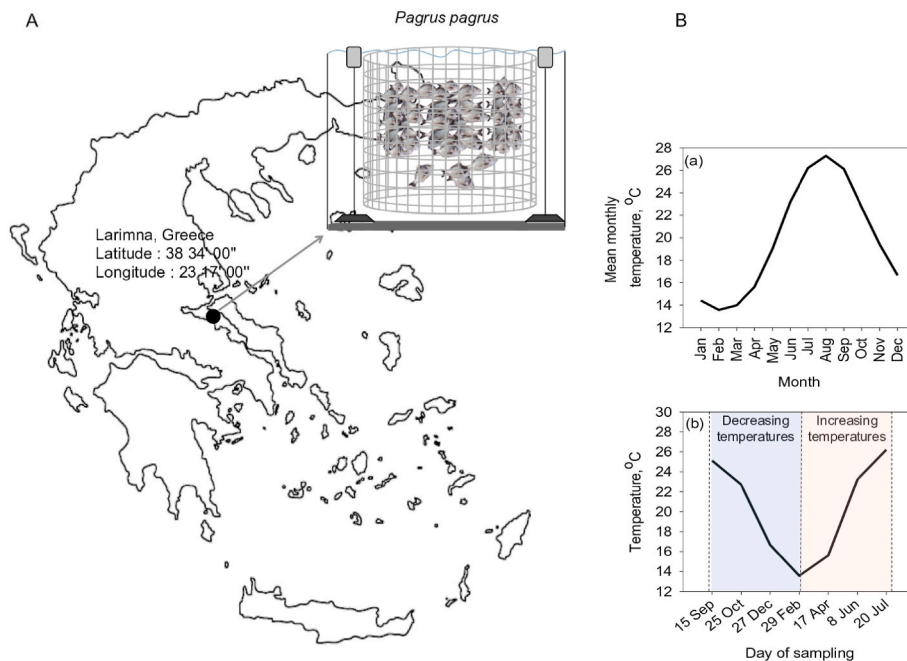 A
Pagrus pagrus
Larimna, Greece
Latitude : 38 34' 00"
Longitude : 23 17' 00"
B
(a)
Mean monthly
temperature, °C
28
26
24
22
20
18
16
14
12
Jan
Feb
Mar
Apr
May
Jun
Jul
Aug
Sep
Oct
Nov
Dec
Month
(b)
Decreasing
temperatures
Increasing
temperatures
Temperature, °C
30
28
26
24
22
20
18
16
14
12
15 Sep
25 Oct
27 Dec
29 Feb
17 Apr
8 Jun
20 Jul
Day of sampling